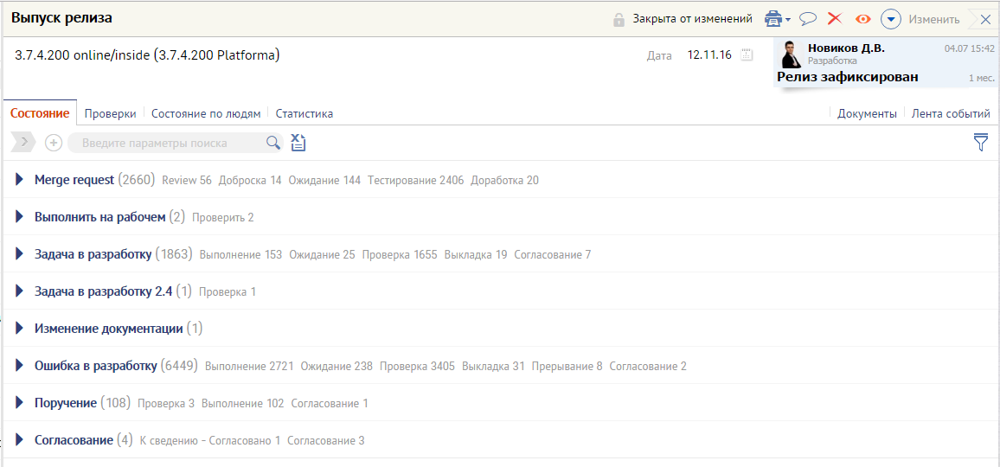 Выпуск релиза
Закрыта от изменений
Изменить
3.7.4.200 online/inside (3.7.4.200 Platforma)
Дата 12.11.16
Новиков Д.В. 04.07 15:42
Разработка
Релиз зафиксирован 1 мес.
Состояние Проверки Состояние по людям Статистика Документы Лента событий
Введите параметры поиска
Merge request (2660) Review 56 Доброска 14 Ожидание 144 Тестирование 2406 Доработка 20
Выполнить на рабочем (2) Проверить 2
Задача в разработку (1863) Выполнение 153 Ожидание 25 Проверка 1655 Выкладка 19 Согласование 7
Задача в разработку 2.4 (1) Проверка 1
Изменение документации (1)
Ошибка в разработку (6449) Выполнение 2721 Ожидание 238 Проверка 3405 Выкладка 31 Прерывание 8 Согласование 2
Поручение (108) Проверка 3 Выполнение 102 Согласование 1
Согласование (4) К сведению - Согласовано 1 Согласование 3